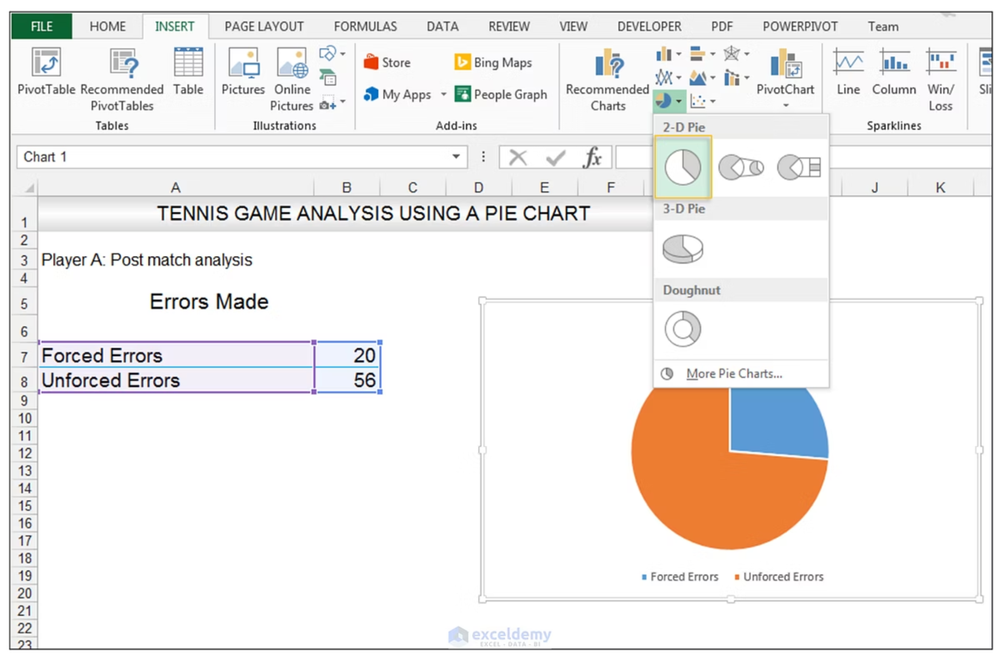 FILE HOME INSERT PAGE LAYOUT FORMULAS DATA REVIEW VIEW DEVELOPER PDF POWERPIVOT Team
PivotTable
Recommended
PivotTables
Table
Tables
Pictures
Online
Pictures
Illustrations
Store
My Apps
Bing Maps
People Graph
Add-ins
Recommended
Charts
PivotChart
Line
Column
Win/
Loss
Sparklines
Sli
Chart 1
fx
2-D Pie
3-D Pie
Doughnut
More Pie Charts...
A B C D E F J K
1 TENNIS GAME ANALYSIS USING A PIE CHART
2
3 Player A: Post match analysis
4
5 Errors Made
6
7 Forced Errors 20
8 Unforced Errors 56
9
10
11
12
13
14
15
16
17
18
19
20
21
22
23
Forced Errors Unforced Errors
exceldemy
EXCEL - DATA - BI